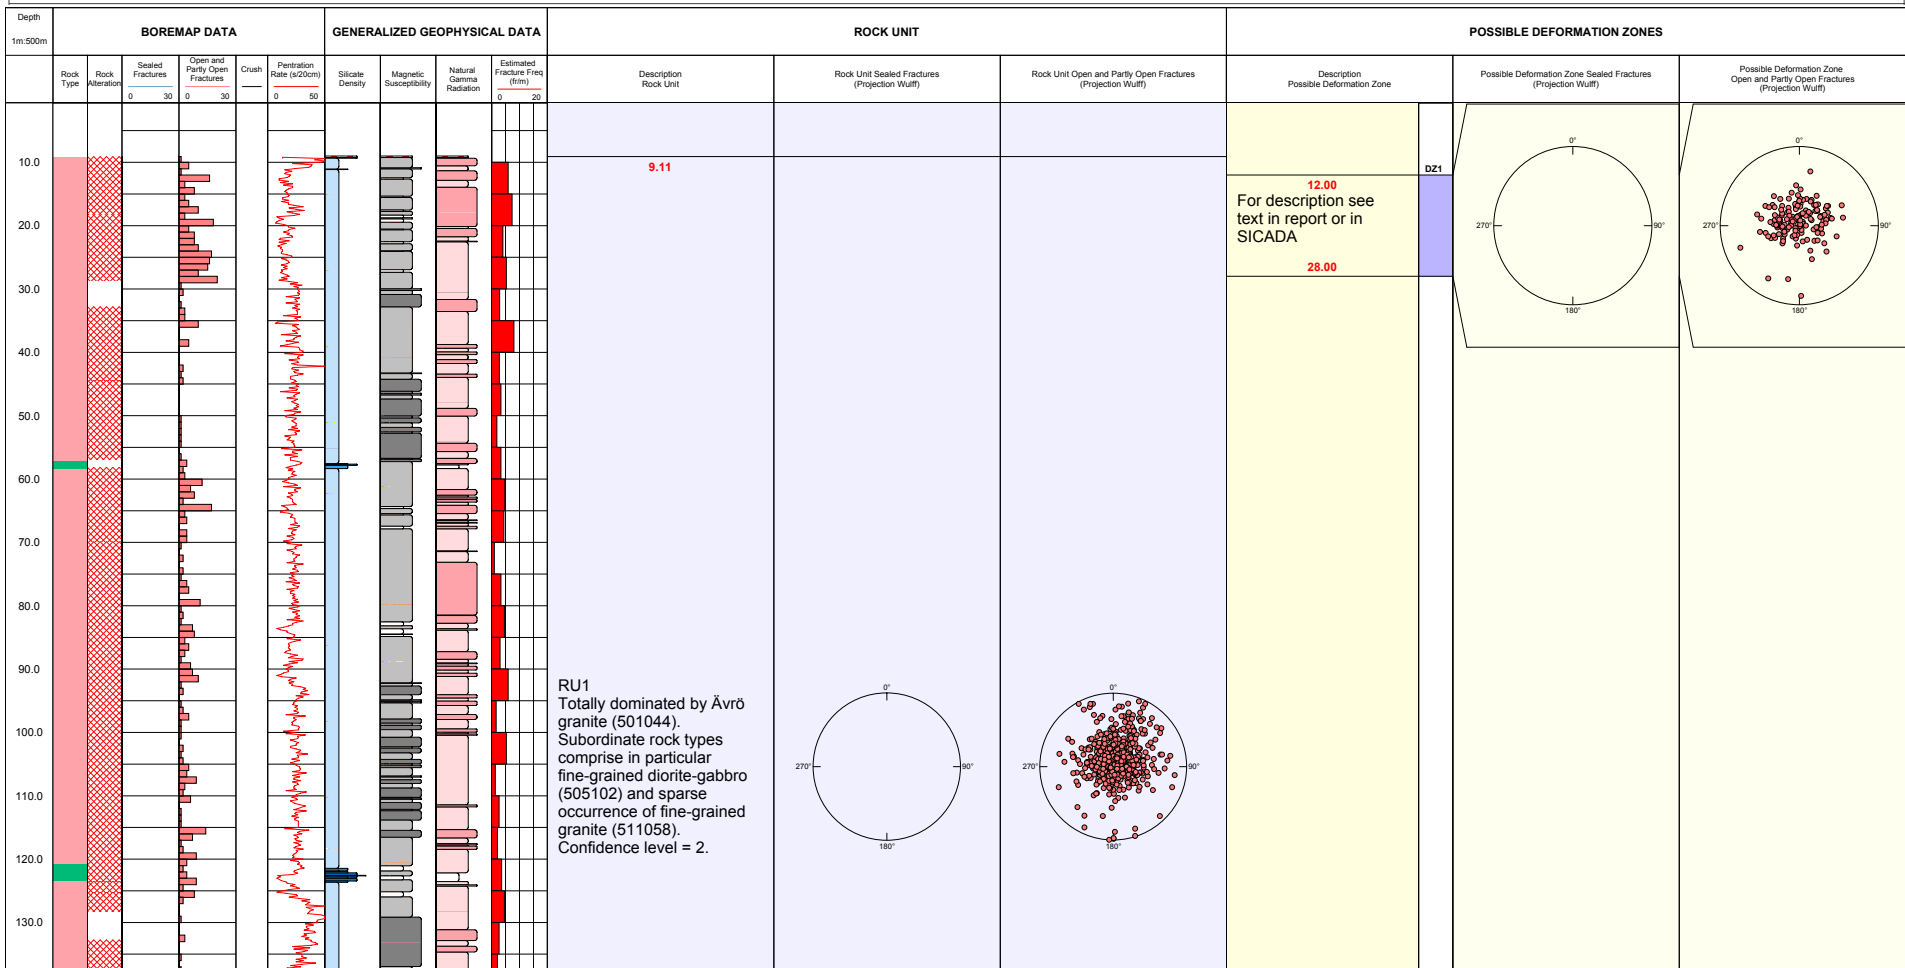 Depth
1m:500m
BOREMAP DATA
GENERALIZED GEOPHYSICAL DATA
ROCK UNIT
POSSIBLE DEFORMATION ZONES
Rock
Type
Rock
Alteration
Sealed
Fractures
0 30
Open and
Partly Open
Fractures
0 30
Crush
Pentration
Rate (s/20cm)
0 50
Silicate
Density
Magnetic
Susceptibility
Natural
Gamma
Radiation
Estimated
Fracture Freq
(fr/m)
0 20
Description
Rock Unit
Rock Unit Sealed Fractures
(Projection Wulff)
Rock Unit Open and Partly Open Fractures
(Projection Wulff)
Description
Possible Deformation Zone
Possible Deformation Zone Sealed Fractures
(Projection Wulff)
Possible Deformation Zone
Open and Partly Open Fractures
(Projection Wulff)
10.0
20.0
30.0
40.0
50.0
60.0
70.0
80.0
90.0
100.0
110.0
120.0
130.0
9.11
RU1
Totally dominated by Ävrö
granite (501044).
Subordinate rock types
comprise in particular
fine-grained diorite-gabbro
(505102) and sparse
occurrence of fine-grained
granite (511058).
Confidence level = 2.
0°
270°
90°
180°
0°
270°
90°
180°
DZ1
12.00
For description see
text in report or in
SICADA
28.00
0°
270°
90°
180°
0°
270°
90°
180°